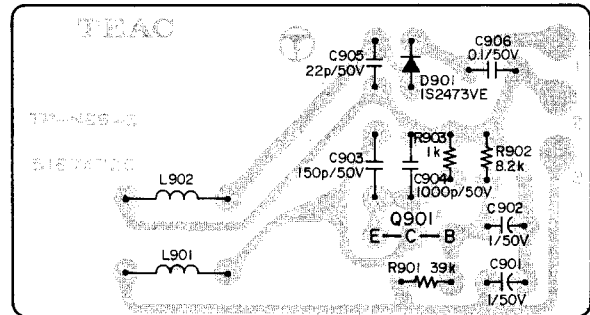 TEAC
C906
0.1/50V
C905
22p/50V
D901
1S2473VE
R903
1k
R902
8.2k
C903
150p/50V
C904
1000p/50V
L902
Q901
E C B
C902
1/50V
L901
R901 39k
C901
1/50V